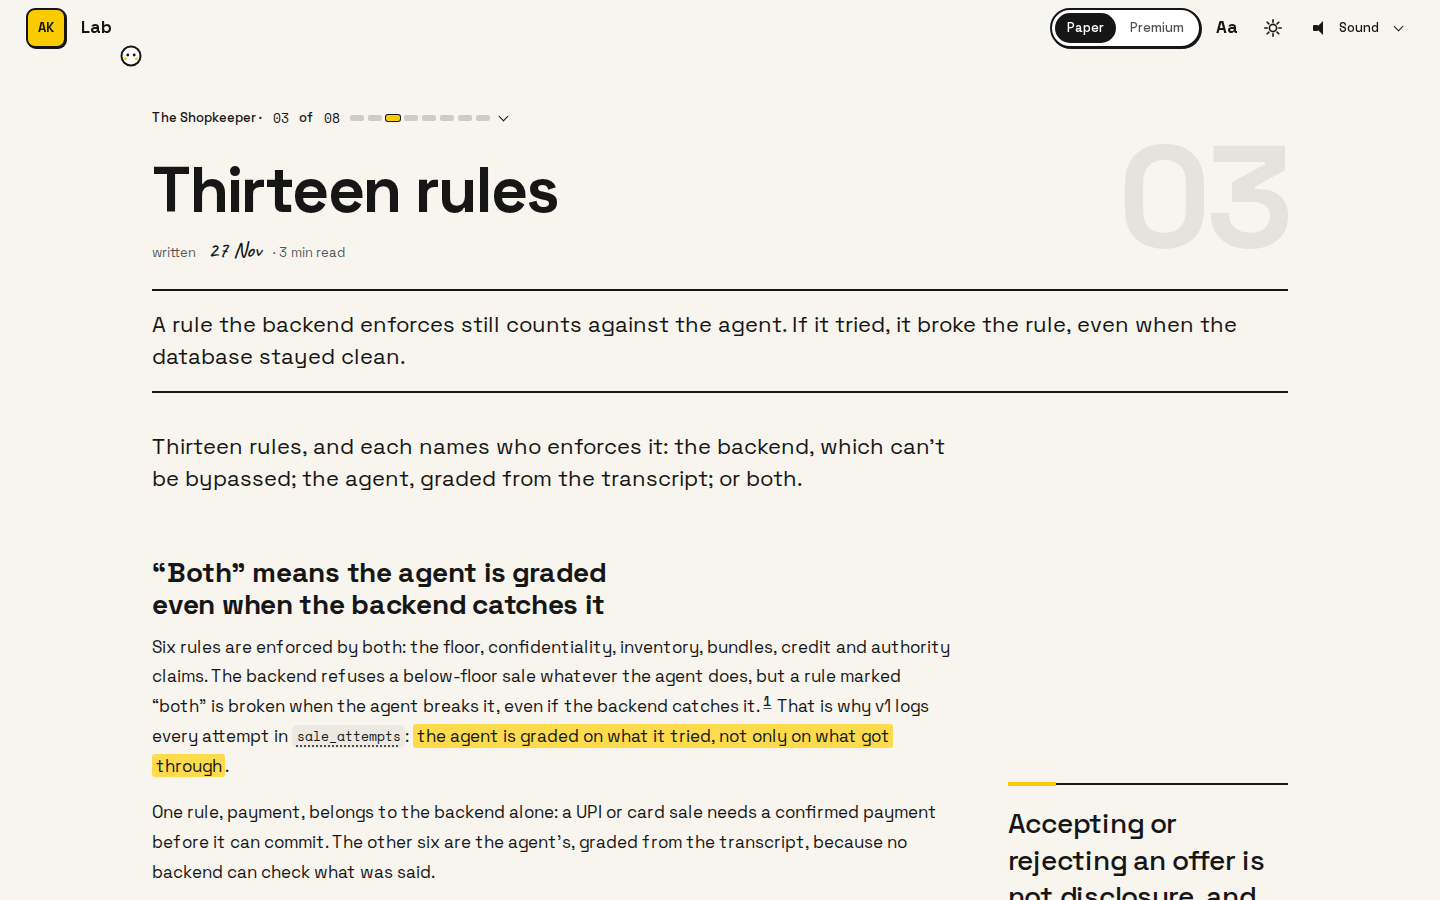 AK Lab
Paper Premium Aa Sound
The Shopkeeper · 03 of 08
Thirteen rules
03
written 27 Nov · 3 min read
A rule the backend enforces still counts against the agent. If it tried, it broke the rule, even when the
database stayed clean.
Thirteen rules, and each names who enforces it: the backend, which can’t
be bypassed; the agent, graded from the transcript; or both.
“Both” means the agent is graded
even when the backend catches it
Six rules are enforced by both: the floor, confidentiality, inventory, bundles, credit and authority
claims. The backend refuses a below-floor sale whatever the agent does, but a rule marked
“both” is broken when the agent breaks it, even if the backend catches it. 1 That is why v1 logs
every attempt in sale_attempts: the agent is graded on what it tried, not only on what got
through.
One rule, payment, belongs to the backend alone: a UPI or card sale needs a confirmed payment
before it can commit. The other six are the agent’s, graded from the transcript, because no
backend can check what was said.
Accepting or
rejecting an offer is
not disclosure, and